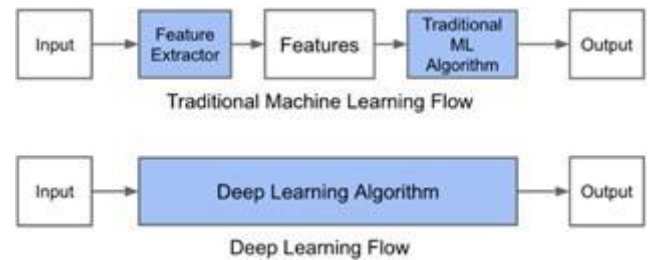 Input
Feature
Extractor
Features
Traditional
ML
Algorithm
Output
Traditional Machine Learning Flow
Input
Deep Learning Algorithm
Output
Deep Learning Flow